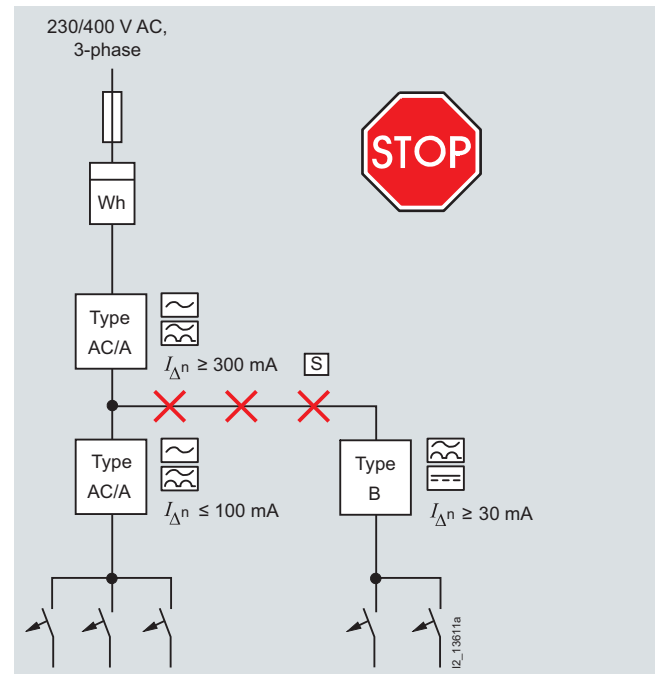 230/400 V AC,
3-phase
STOP
Wh
Type
AC/A
IΔn ≥ 300 mA
S
Type
AC/A
IΔn ≤ 100 mA
Type
B
IΔn ≥ 30 mA
I2_13611a